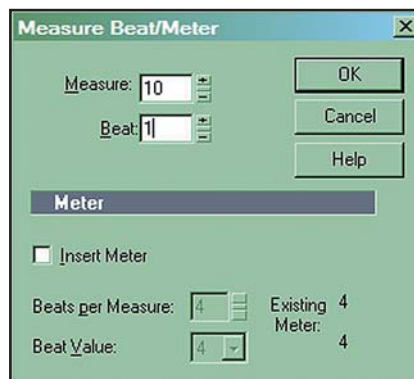 Measure Beat/Meter
Measure: 10
OK
Beat: 1
Cancel
Help
Meter
Insert Meter
Beats per Measure: 4
Existing Meter: 4
Beat Value: 4
4